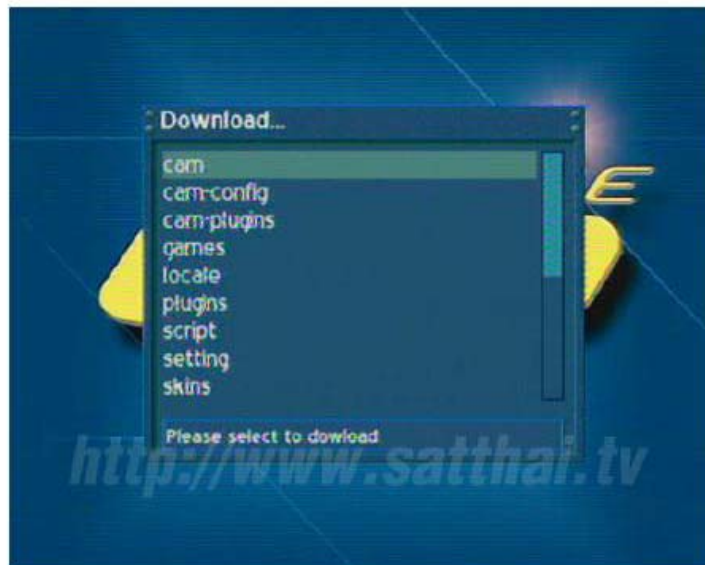 Download...
cam
cam-config
cam-plugins
games
locale
plugins
script
setting
skins
E
Please select to dowload
http://www.satthai.tv